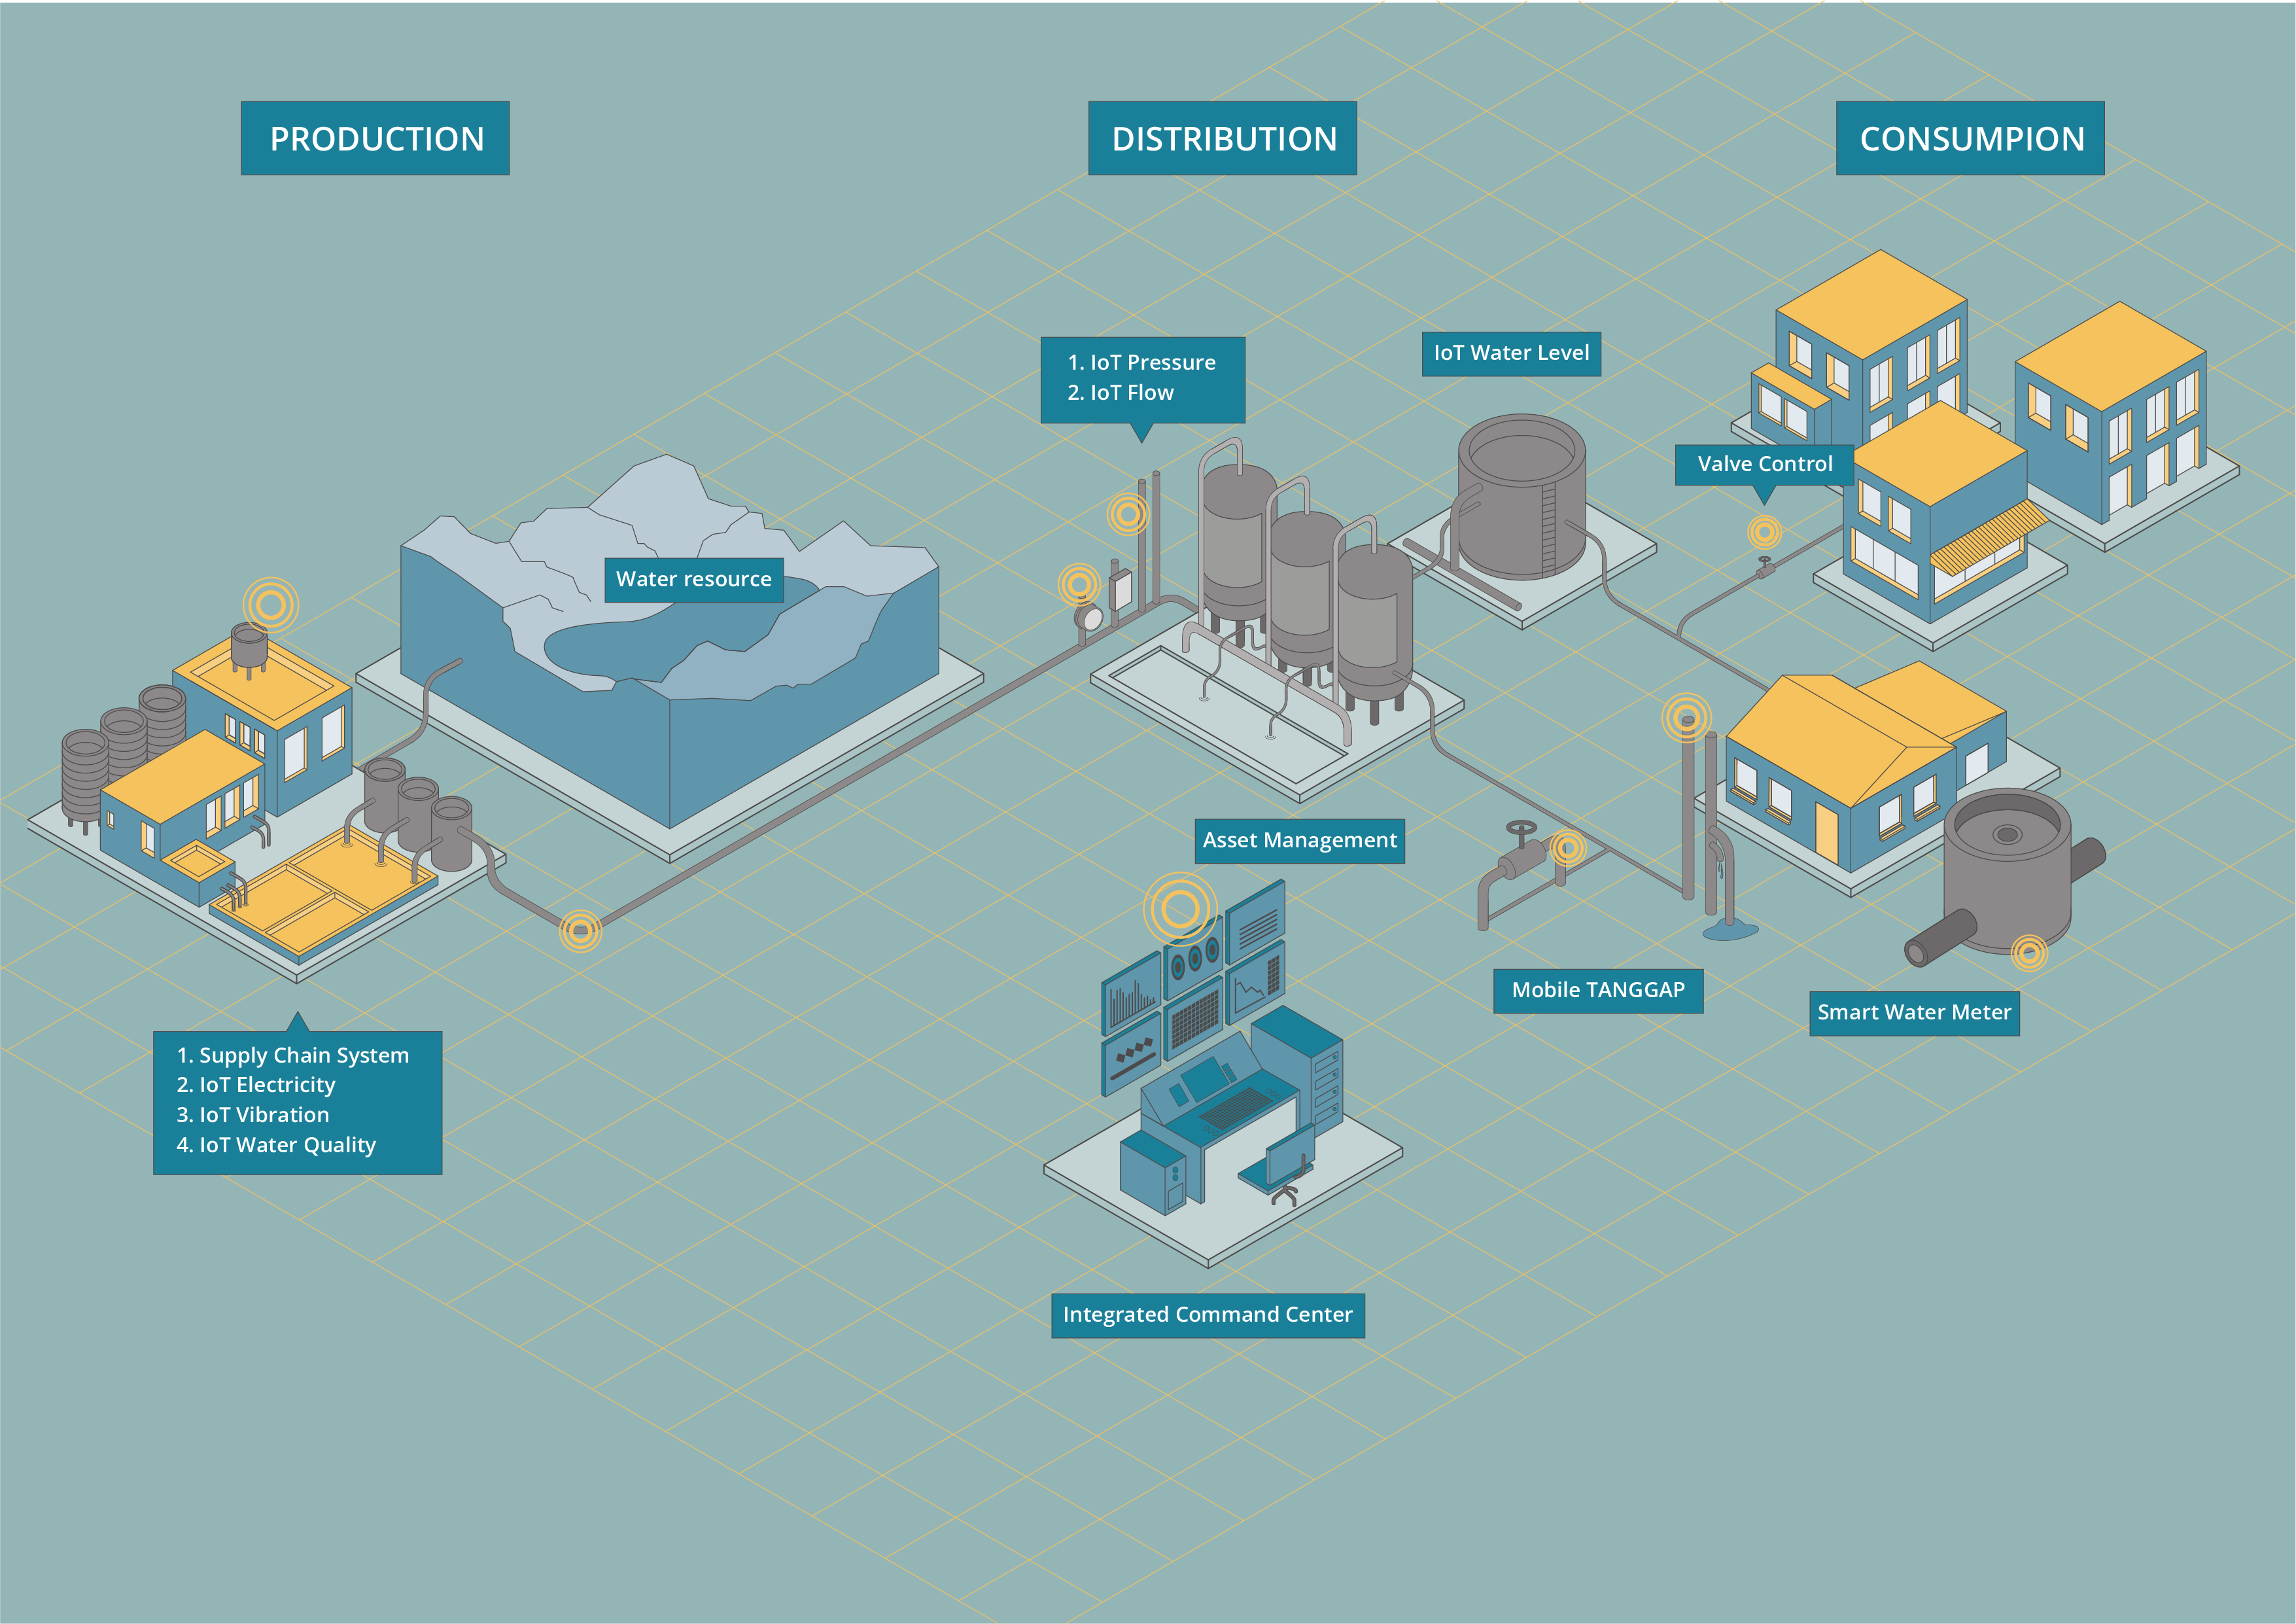 PRODUCTION
DISTRIBUTION
CONSUMPION
1. IoT Pressure
2. IoT Flow
IoT Water Level
Valve Control
Water resource
Asset Management
Mobile TANGGAP
Smart Water Meter
1. Supply Chain System
2. IoT Electricity
3. IoT Vibration
4. IoT Water Quality
Integrated Command Center